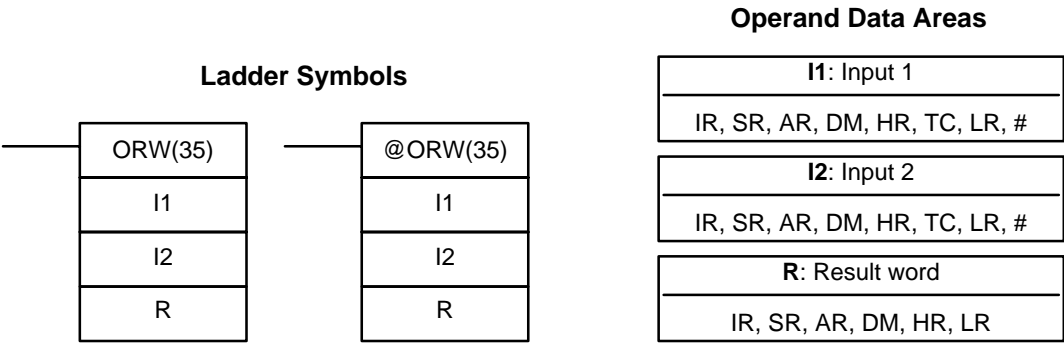 Ladder Symbols
ORW(35)
I1
I2
R
@ORW(35)
I1
I2
R
Operand Data Areas
I1: Input 1
IR, SR, AR, DM, HR, TC, LR, #
I2: Input 2
IR, SR, AR, DM, HR, TC, LR, #
R: Result word
IR, SR, AR, DM, HR, LR